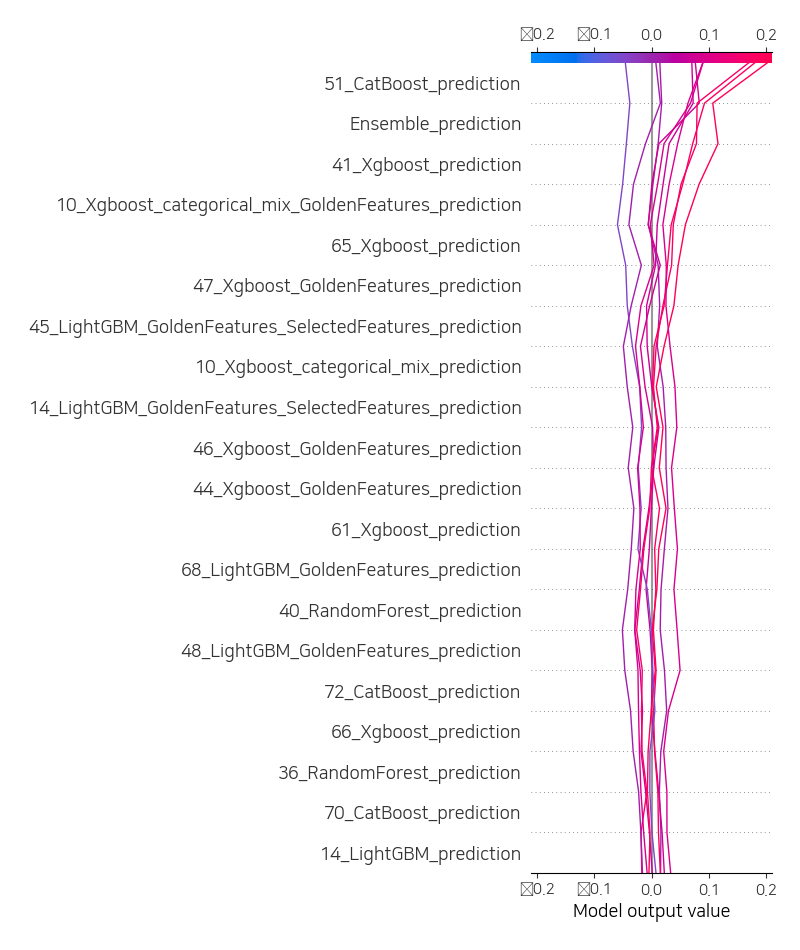 ▯0.2 ▯0.1 0.0 0.1 0.2
51_CatBoost_prediction
Ensemble_prediction
41_Xgboost_prediction
10_Xgboost_categorical_mix_GoldenFeatures_prediction
65_Xgboost_prediction
47_Xgboost_GoldenFeatures_prediction
45_LightGBM_GoldenFeatures_SelectedFeatures_prediction
10_Xgboost_categorical_mix_prediction
14_LightGBM_GoldenFeatures_SelectedFeatures_prediction
46_Xgboost_GoldenFeatures_prediction
44_Xgboost_GoldenFeatures_prediction
61_Xgboost_prediction
68_LightGBM_GoldenFeatures_prediction
40_RandomForest_prediction
48_LightGBM_GoldenFeatures_prediction
72_CatBoost_prediction
66_Xgboost_prediction
36_RandomForest_prediction
70_CatBoost_prediction
14_LightGBM_prediction
▯0.2 ▯0.1 0.0 0.1 0.2
Model output value